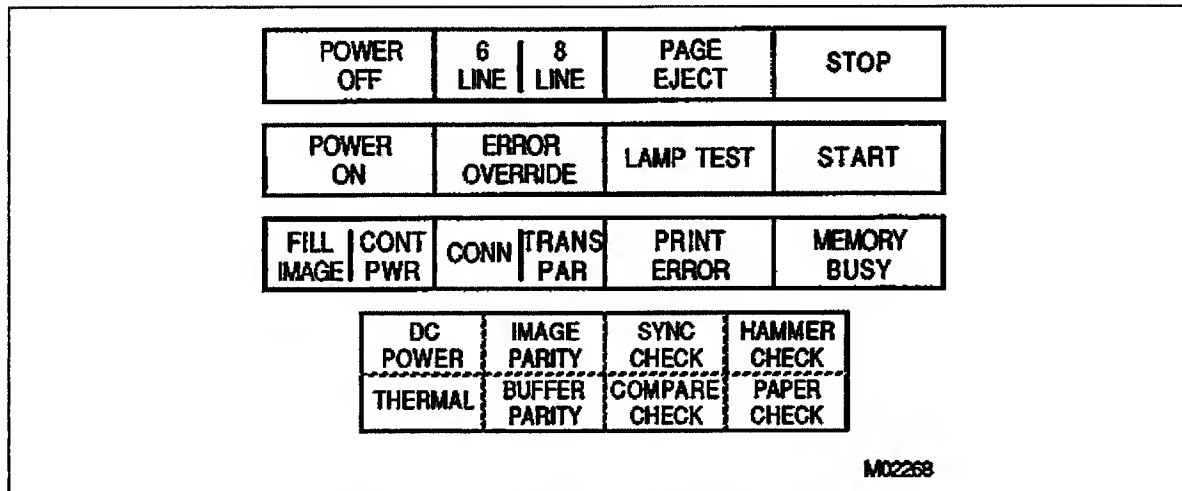 POWER OFF
6 LINE
8 LINE
PAGE EJECT
STOP
POWER ON
ERROR OVERRIDE
LAMP TEST
START
FILL IMAGE
CONT PWR
CONN
TRANS PAR
PRINT ERROR
MEMORY BUSY
DC POWER
IMAGE PARITY
SYNC CHECK
HAMMER CHECK
THERMAL
BUFFER PARITY
COMPARE CHECK
PAPER CHECK
M02268